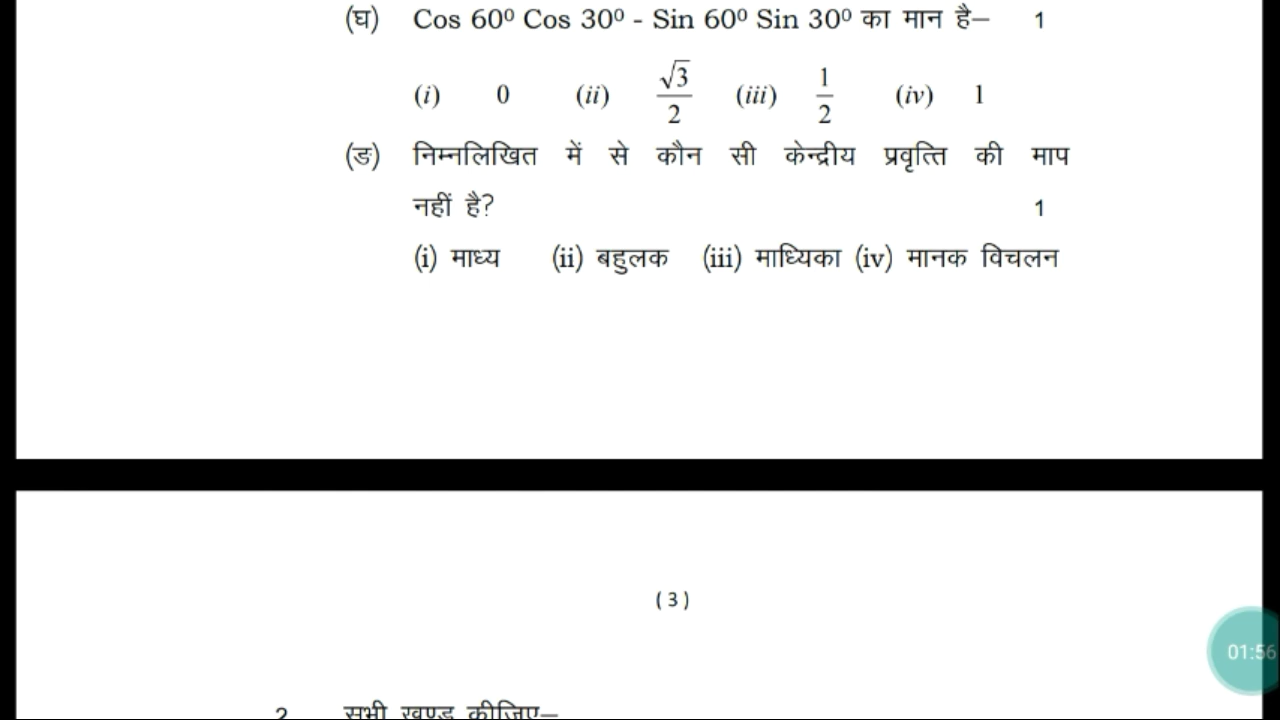 (घ) Cos 60⁰ Cos 30⁰ - Sin 60⁰ Sin 30⁰ का मान है– 1
(i) 0 (ii) √3/2 (iii) 1/2 (iv) 1
(ङ) निम्नलिखित में से कौन सी केन्द्रीय प्रवृत्ति की माप
नहीं है? 1
(i) माध्य (ii) बहुलक (iii) माध्यिका (iv) मानक विचलन
(3)
01:56
2. सभी खण्ड कीजिए–